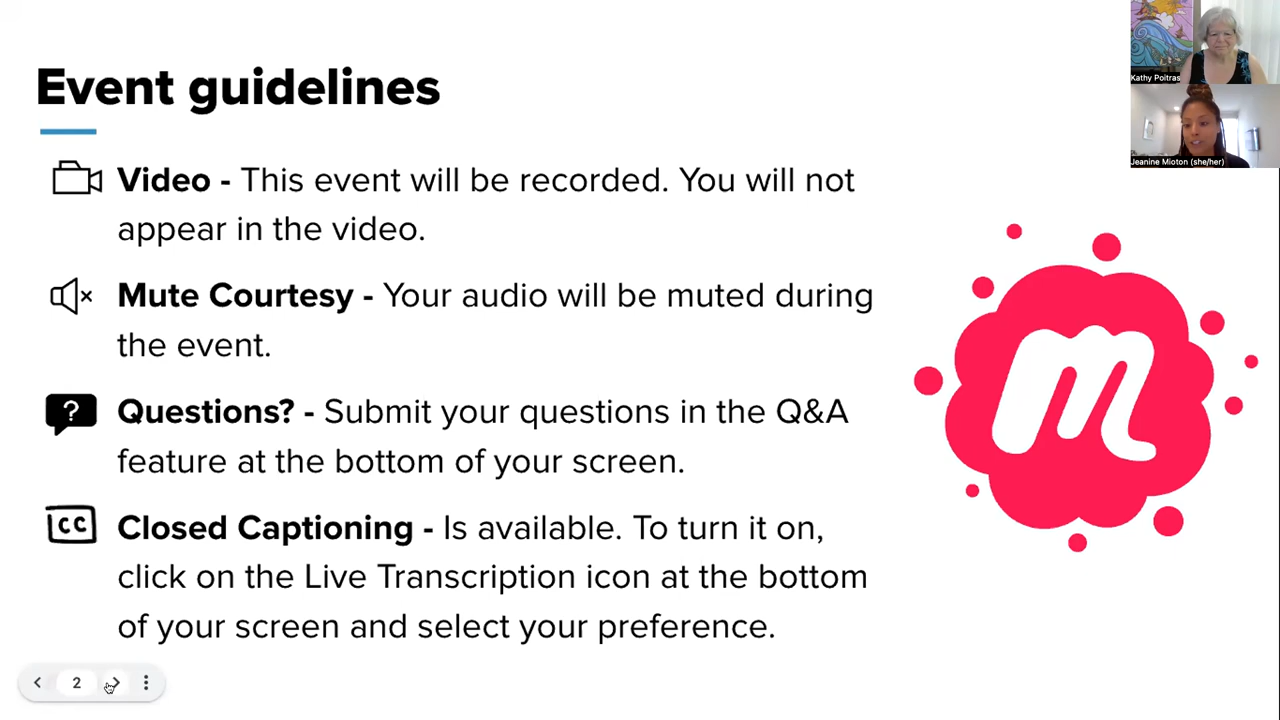 Event guidelines
Video - This event will be recorded. You will not
appear in the video.
Mute Courtesy - Your audio will be muted during
the event.
? Questions? - Submit your questions in the Q&A
feature at the bottom of your screen.
CC Closed Captioning - Is available. To turn it on,
click on the Live Transcription icon at the bottom
of your screen and select your preference.
m
2
Kathy Poitras
Jeanine Mioton (she/her)